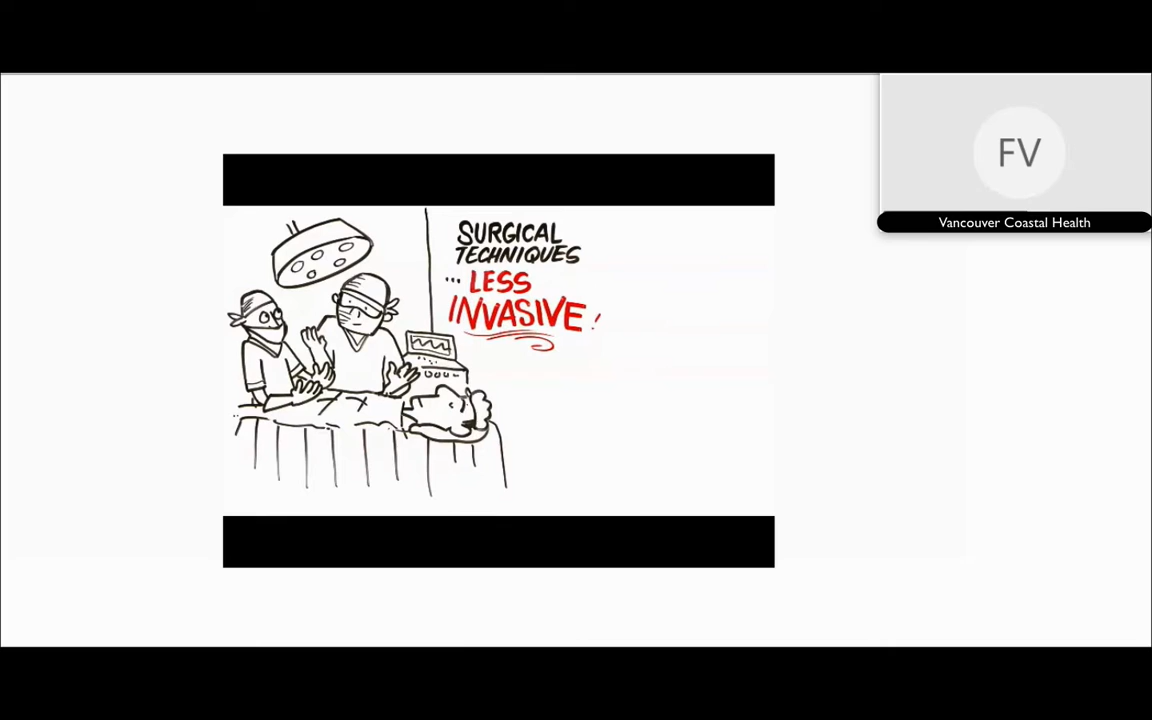 FV
Vancouver Coastal Health
SURGICAL
TECHNIQUES
... LESS
INVASIVE!